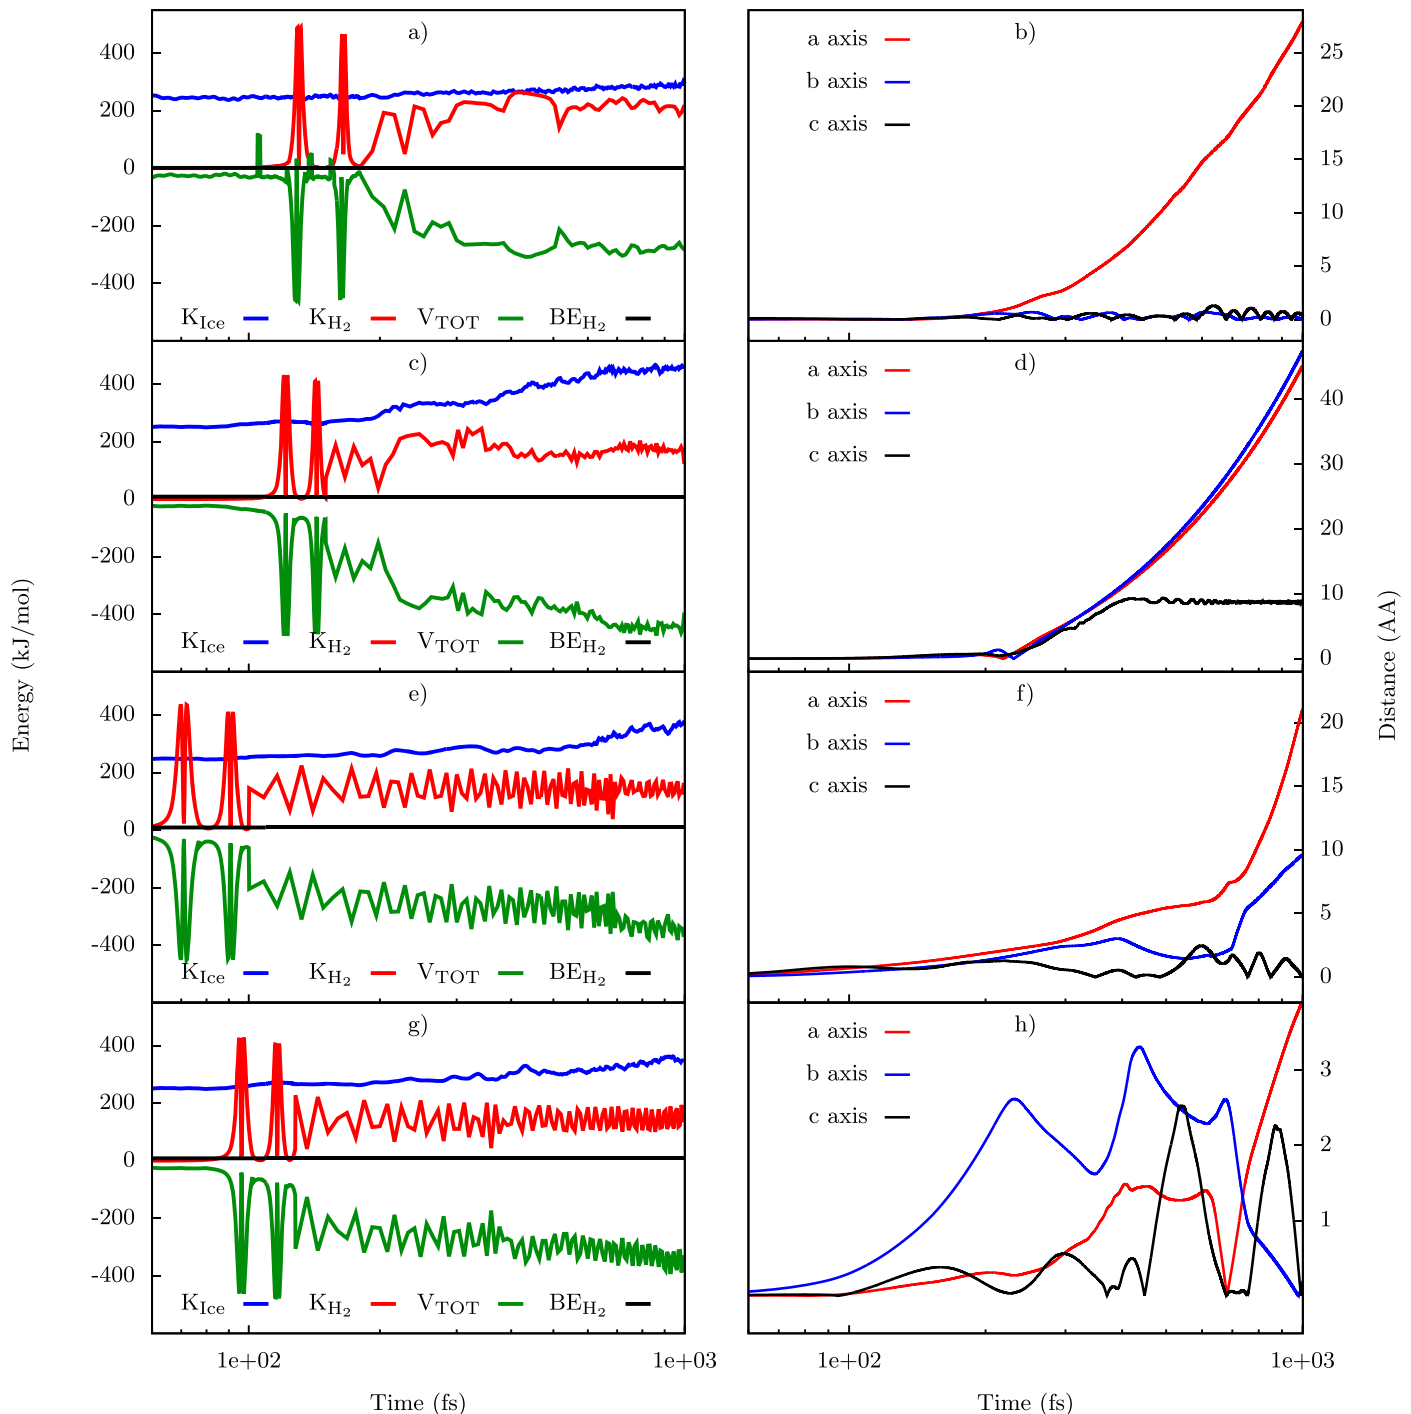 a)
400
200
0
-200
-400
K_Ice K_H2 V_TOT BE_H2
b)
a axis
b axis
c axis
25
20
15
10
5
0
c)
400
200
0
-200
-400
K_Ice K_H2 V_TOT BE_H2
d)
a axis
b axis
c axis
40
30
20
10
0
e)
400
200
0
-200
-400
K_Ice K_H2 V_TOT BE_H2
f)
a axis
b axis
c axis
20
15
10
5
0
g)
400
200
0
-200
-400
K_Ice K_H2 V_TOT BE_H2
h)
a axis
b axis
c axis
3
2
1
Energy (kJ/mol)
Distance (AA)
1e+02 1e+03
1e+02 1e+03
Time (fs)
Time (fs)